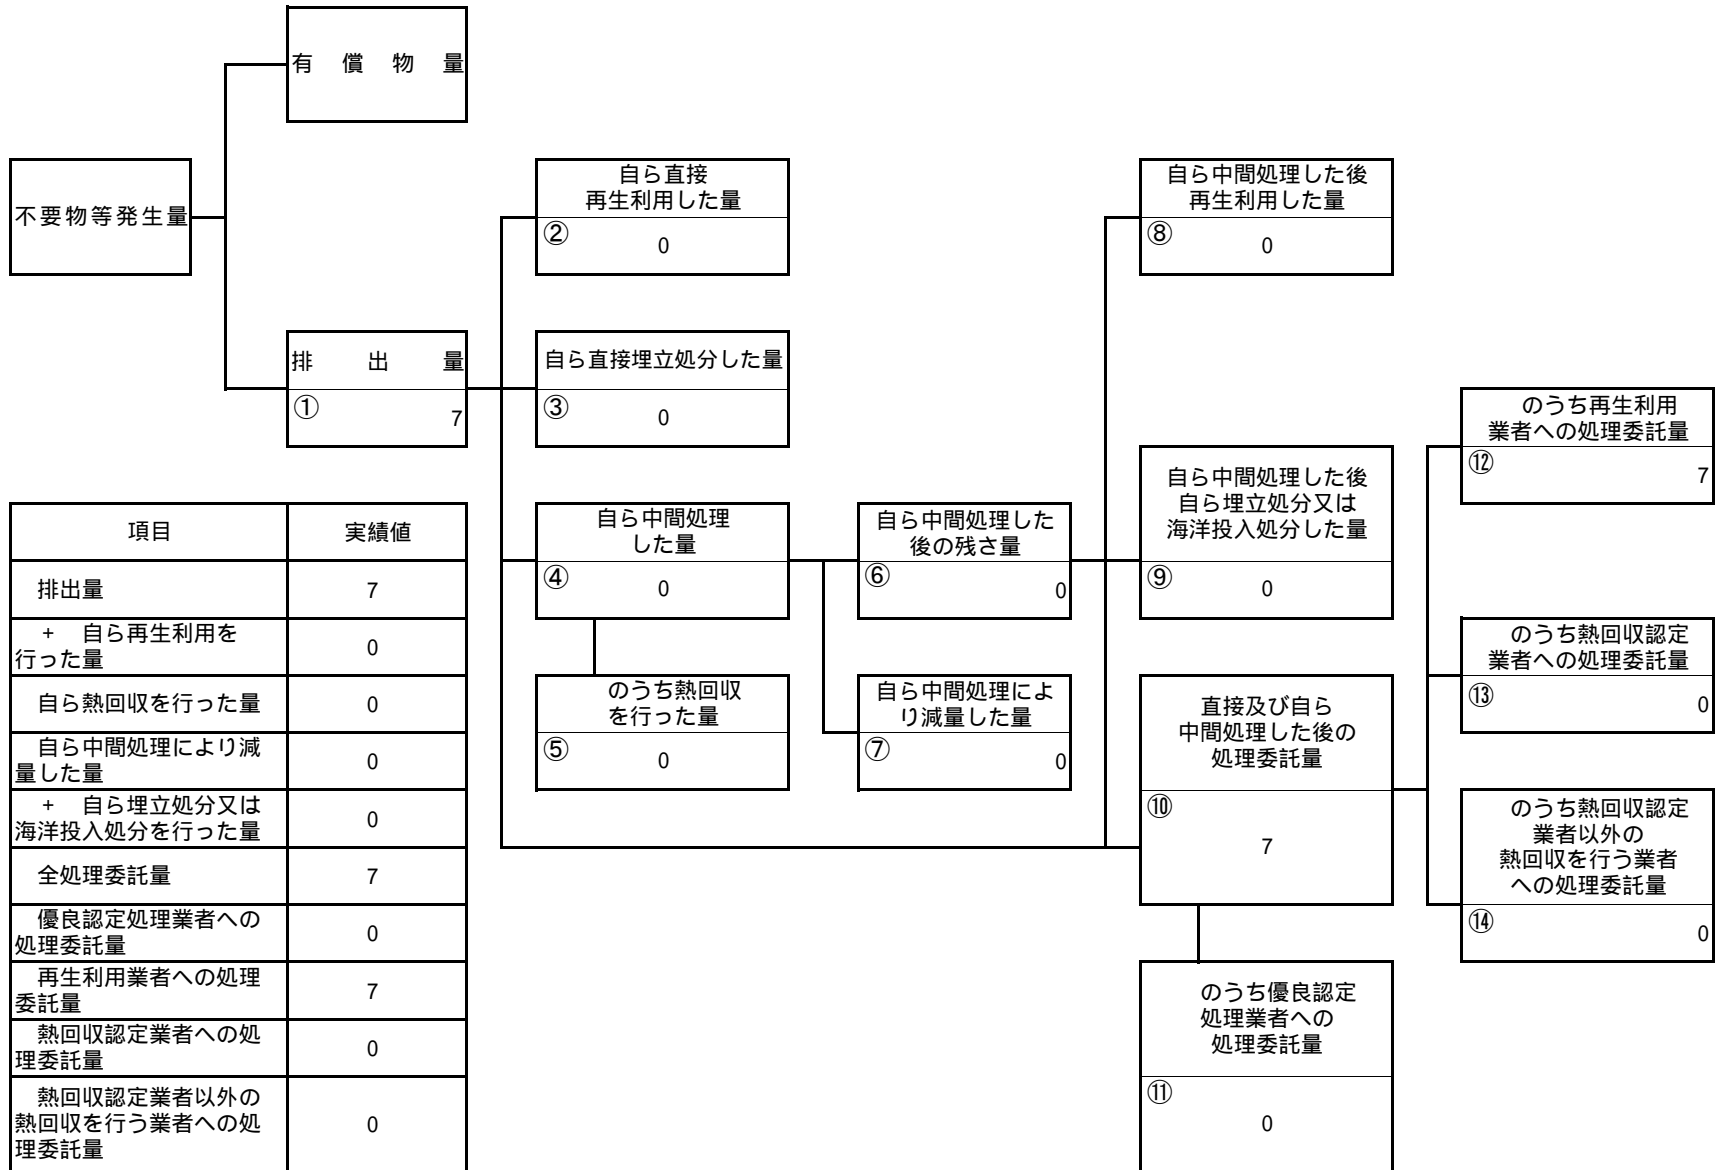 有償物量
不要物等発生量
排出量
①
7
自ら直接
再生利用した量
②
0
自ら直接埋立処分した量
③
0
自ら中間処理
した量
④
0
のうち熱回収
を行った量
⑤
0
自ら中間処理した
後の残さ量
⑥
0
自ら中間処理によ
り減量した量
⑦
0
自ら中間処理した後
再生利用した量
⑧
0
自ら中間処理した後
自ら埋立処分又は
海洋投入処分した量
⑨
0
直接及び自ら
中間処理した後の
処理委託量
⑩
7
のうち優良認定
処理業者への
処理委託量
⑪
0
のうち再生利用
業者への処理委託量
⑫
7
のうち熱回収認定
業者への処理委託量
⑬
0
のうち熱回収認定
業者以外の
熱回収を行う業者
への処理委託量
⑭
0
項目 実績値
排出量 7
+ 自ら再生利用を
行った量 0
自ら熱回収を行った量 0
自ら中間処理により減
量した量 0
+ 自ら埋立処分又は
海洋投入処分を行った量 0
全処理委託量 7
優良認定処理業者への
処理委託量 0
再生利用業者への処理
委託量 7
熱回収認定業者への処
理委託量 0
熱回収認定業者以外の
熱回収を行う業者への処
理委託量 0